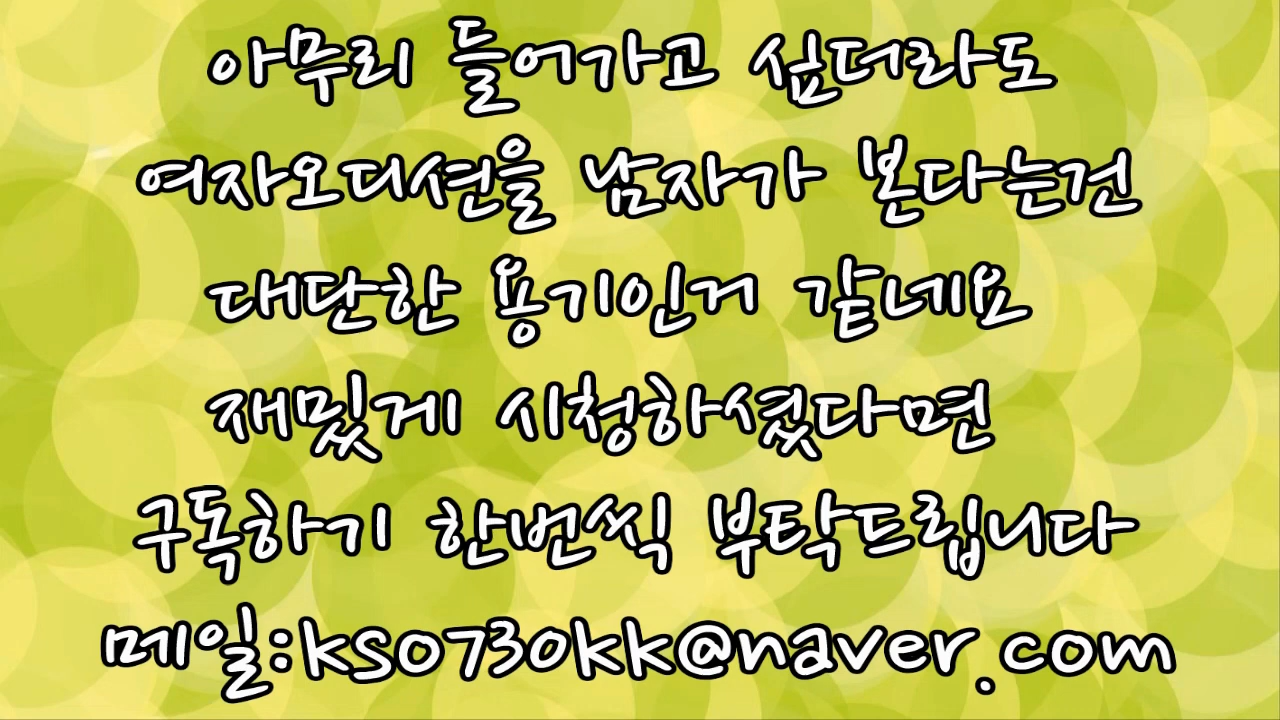 아무리 들어가고 싶더라도
여자오디션을 남자가 본다는건
대단한 용기인거 같네요
재밌게 시청하셨다면
구독하기 한번씩 부탁드립니다
메일:kso730kk@naver.com